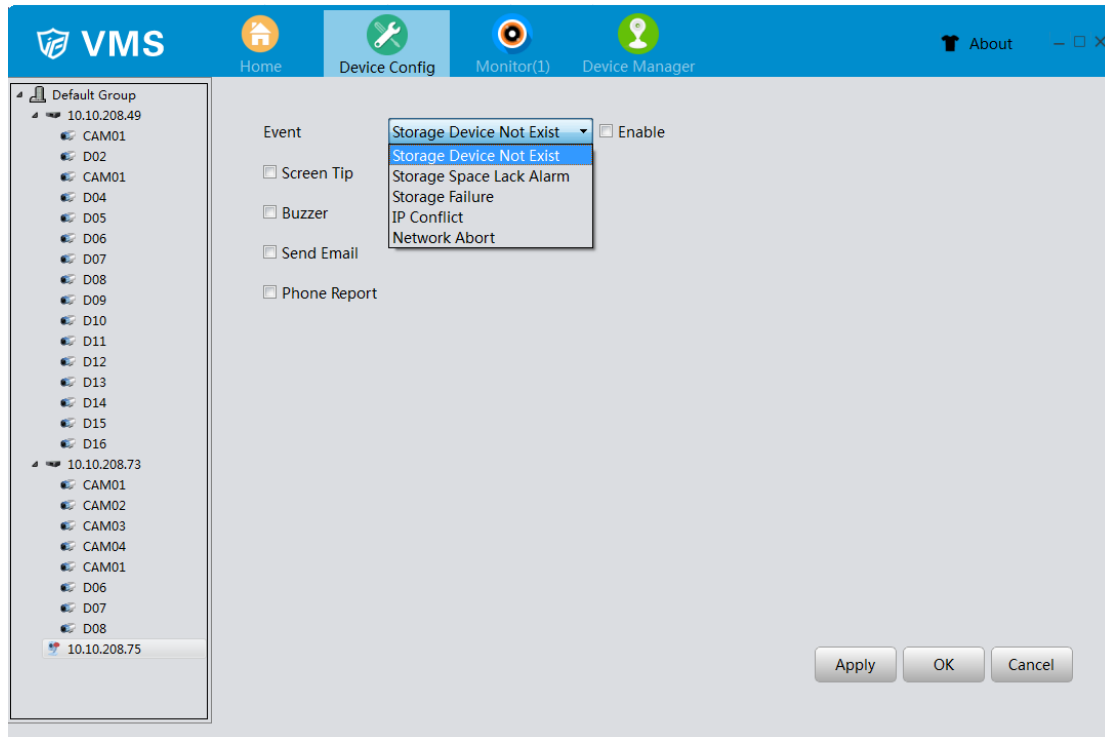 VMS
Home
Device Config
Monitor(1)
Device Manager
About
Default Group
10.10.208.49
CAM01
D02
CAM01
D04
D05
D06
D07
D08
D09
D10
D11
D12
D13
D14
D15
D16
10.10.208.73
CAM01
CAM02
CAM03
CAM04
CAM01
D06
D07
D08
10.10.208.75
Event
Storage Device Not Exist
Enable
Storage Device Not Exist
Storage Space Lack Alarm
Storage Failure
IP Conflict
Network Abort
Screen Tip
Buzzer
Send Email
Phone Report
Apply
OK
Cancel